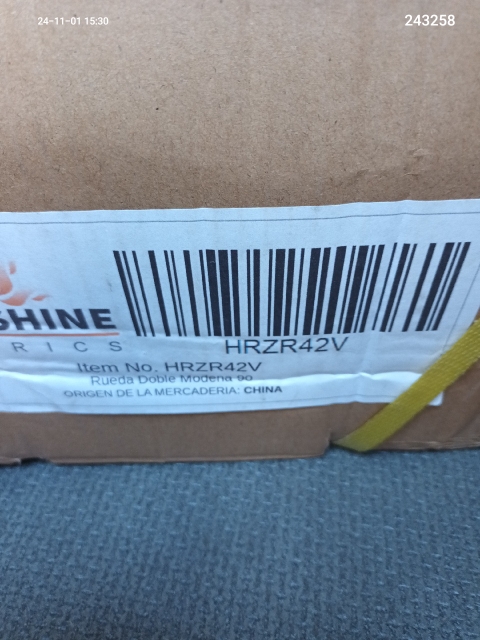 24-11-01 15:30
243258
SHINE
RICS
HRZR42V
Item No. HRZR42V
Rueda Doble Modena 90
ORIGEN DE LA MERCADERIA: CHINA